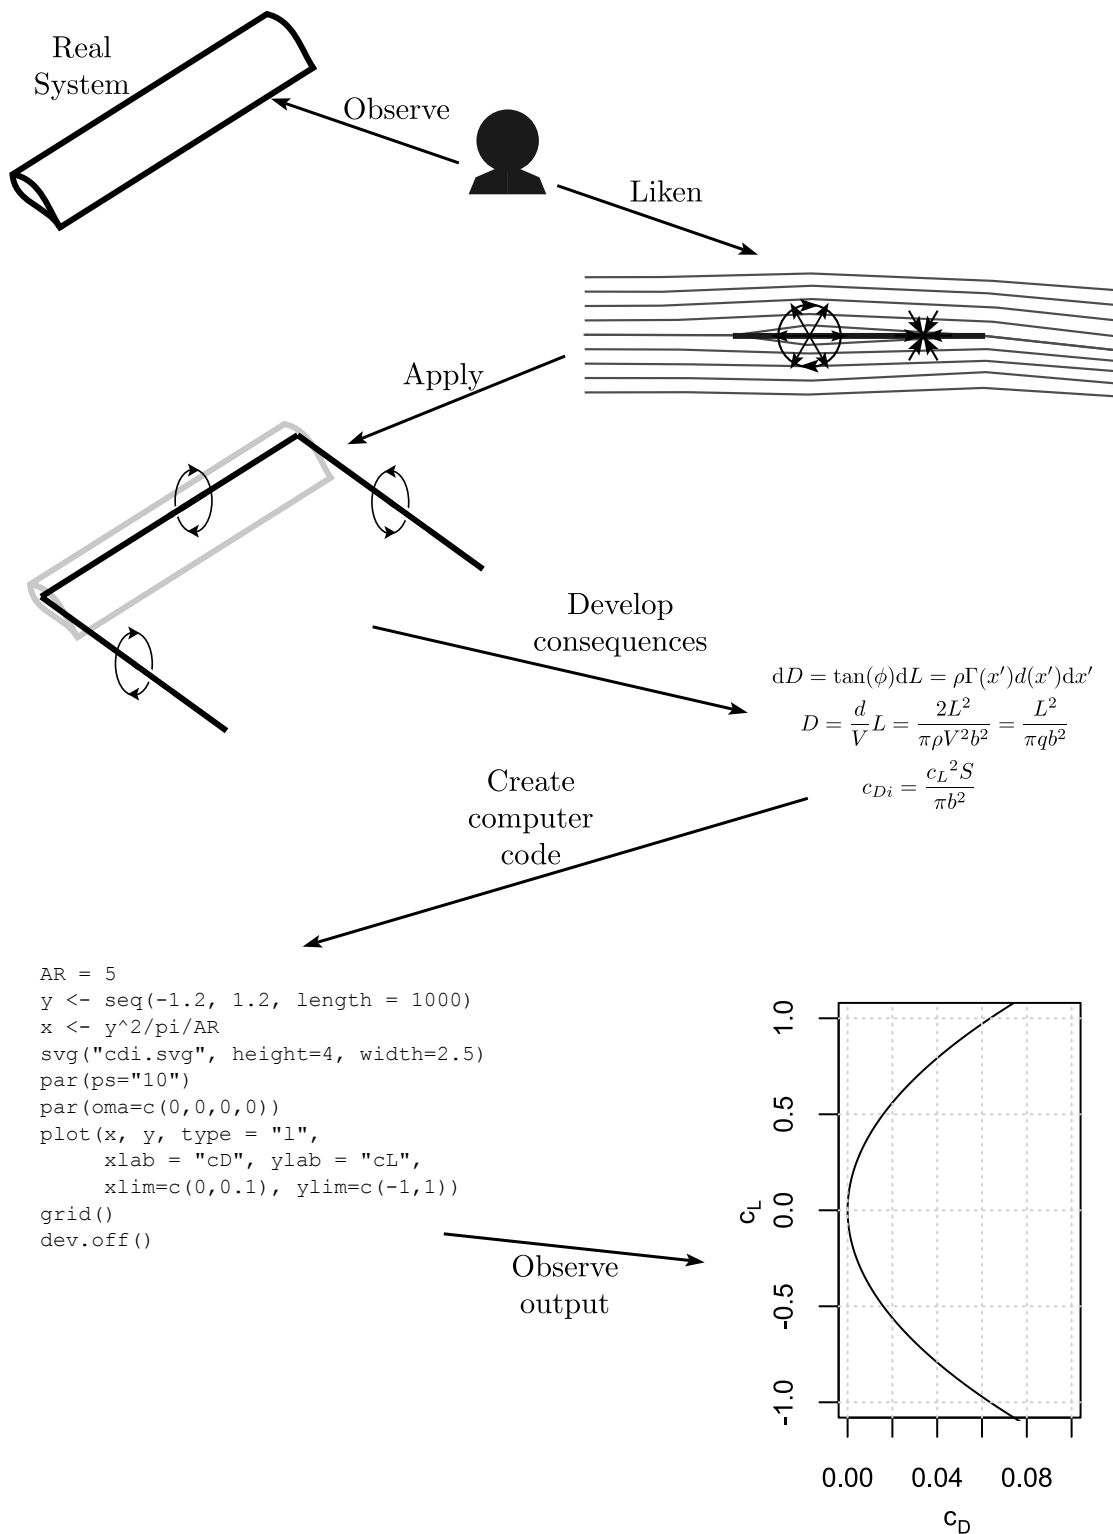 Real
System
Observe
Liken
Apply
Develop
consequences
dD = tan(ϕ)dL = ρΓ(x′)d(x′)dx′
D = d/V L = 2L²/πρV²b² = L²/πqb²
c_Di = c_L²S/πb²
Create
computer
code
AR = 5
y <- seq(-1.2, 1.2, length = 1000)
x <- y^2/pi/AR
svg("cdi.svg", height=4, width=2.5)
par(ps="10")
par(oma=c(0,0,0,0))
plot(x, y, type = "l",
xlab = "cD", ylab = "cL",
xlim=c(0,0.1), ylim=c(-1,1))
grid()
dev.off()
Observe
output
1.0
0.5
0.0
-0.5
-1.0
c_L
0.00 0.04 0.08
c_D